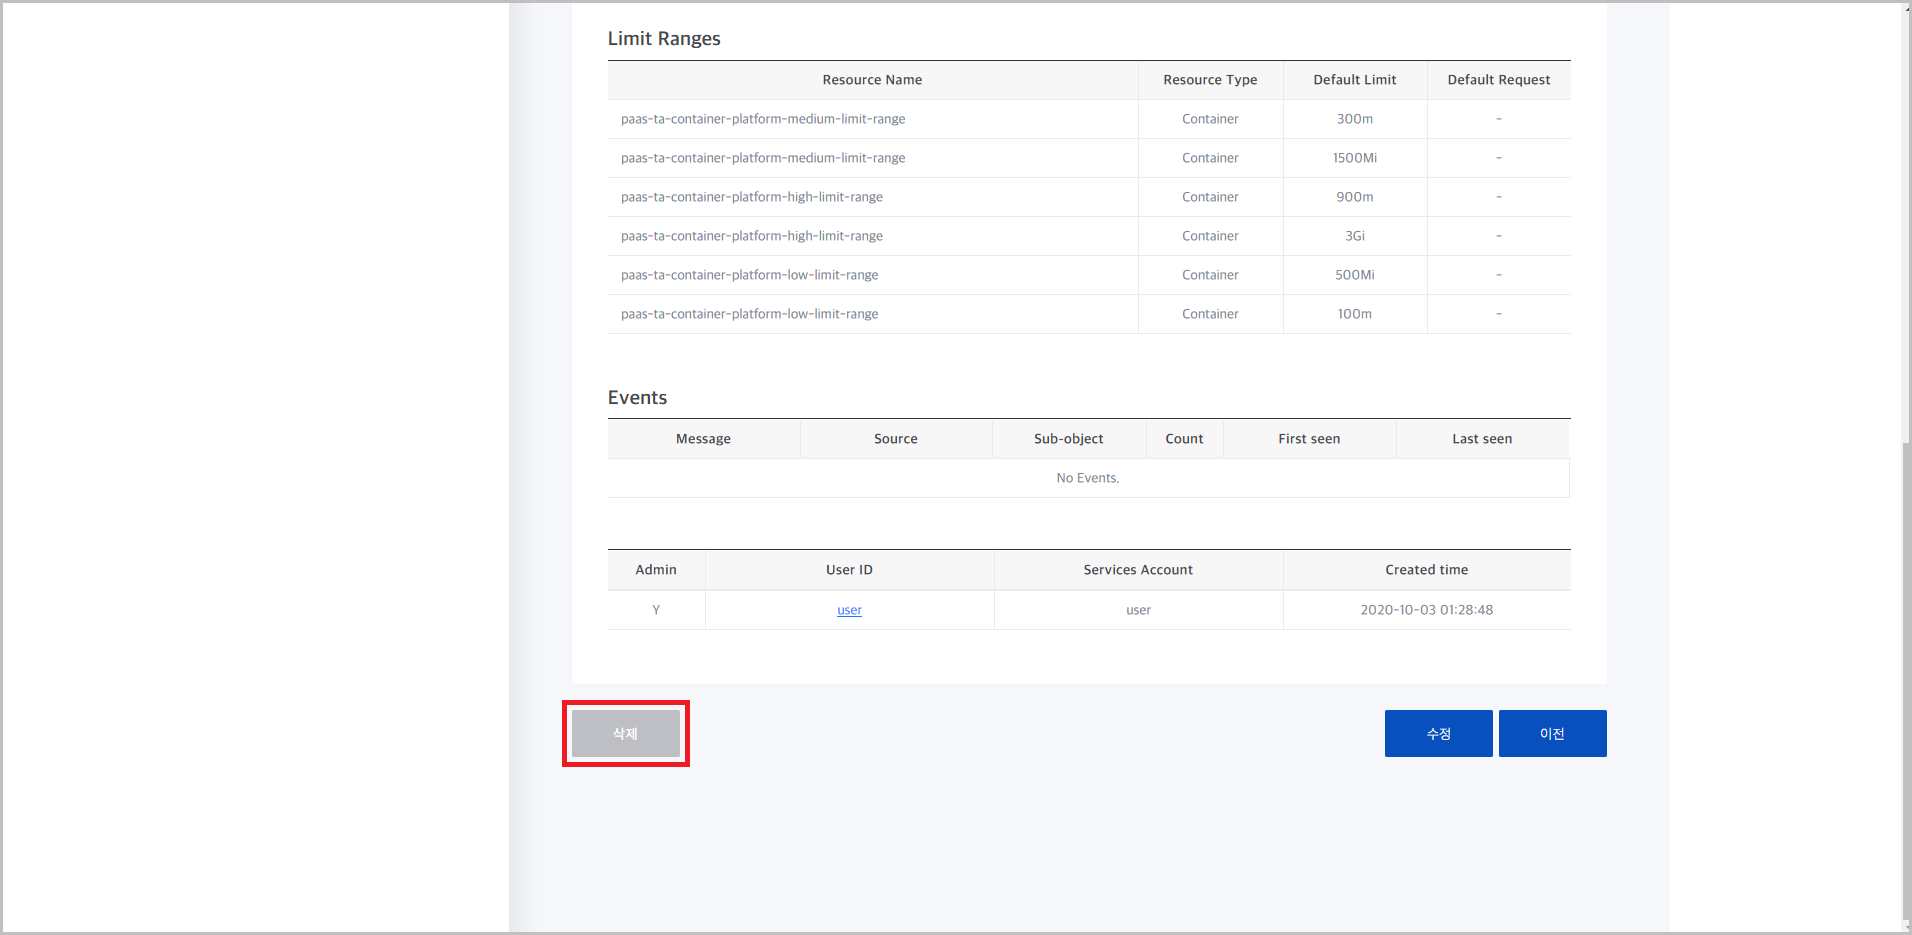 Limit Ranges
Resource Name Resource Type Default Limit Default Request
paas-ta-container-platform-medium-limit-range Container 300m -
paas-ta-container-platform-medium-limit-range Container 1500Mi -
paas-ta-container-platform-high-limit-range Container 900m -
paas-ta-container-platform-high-limit-range Container 3Gi -
paas-ta-container-platform-low-limit-range Container 500Mi -
paas-ta-container-platform-low-limit-range Container 100m -
Events
Message Source Sub-object Count First seen Last seen
No Events.
Admin User ID Services Account Created time
Y user user 2020-10-03 01:28:48
삭제 수정 이전